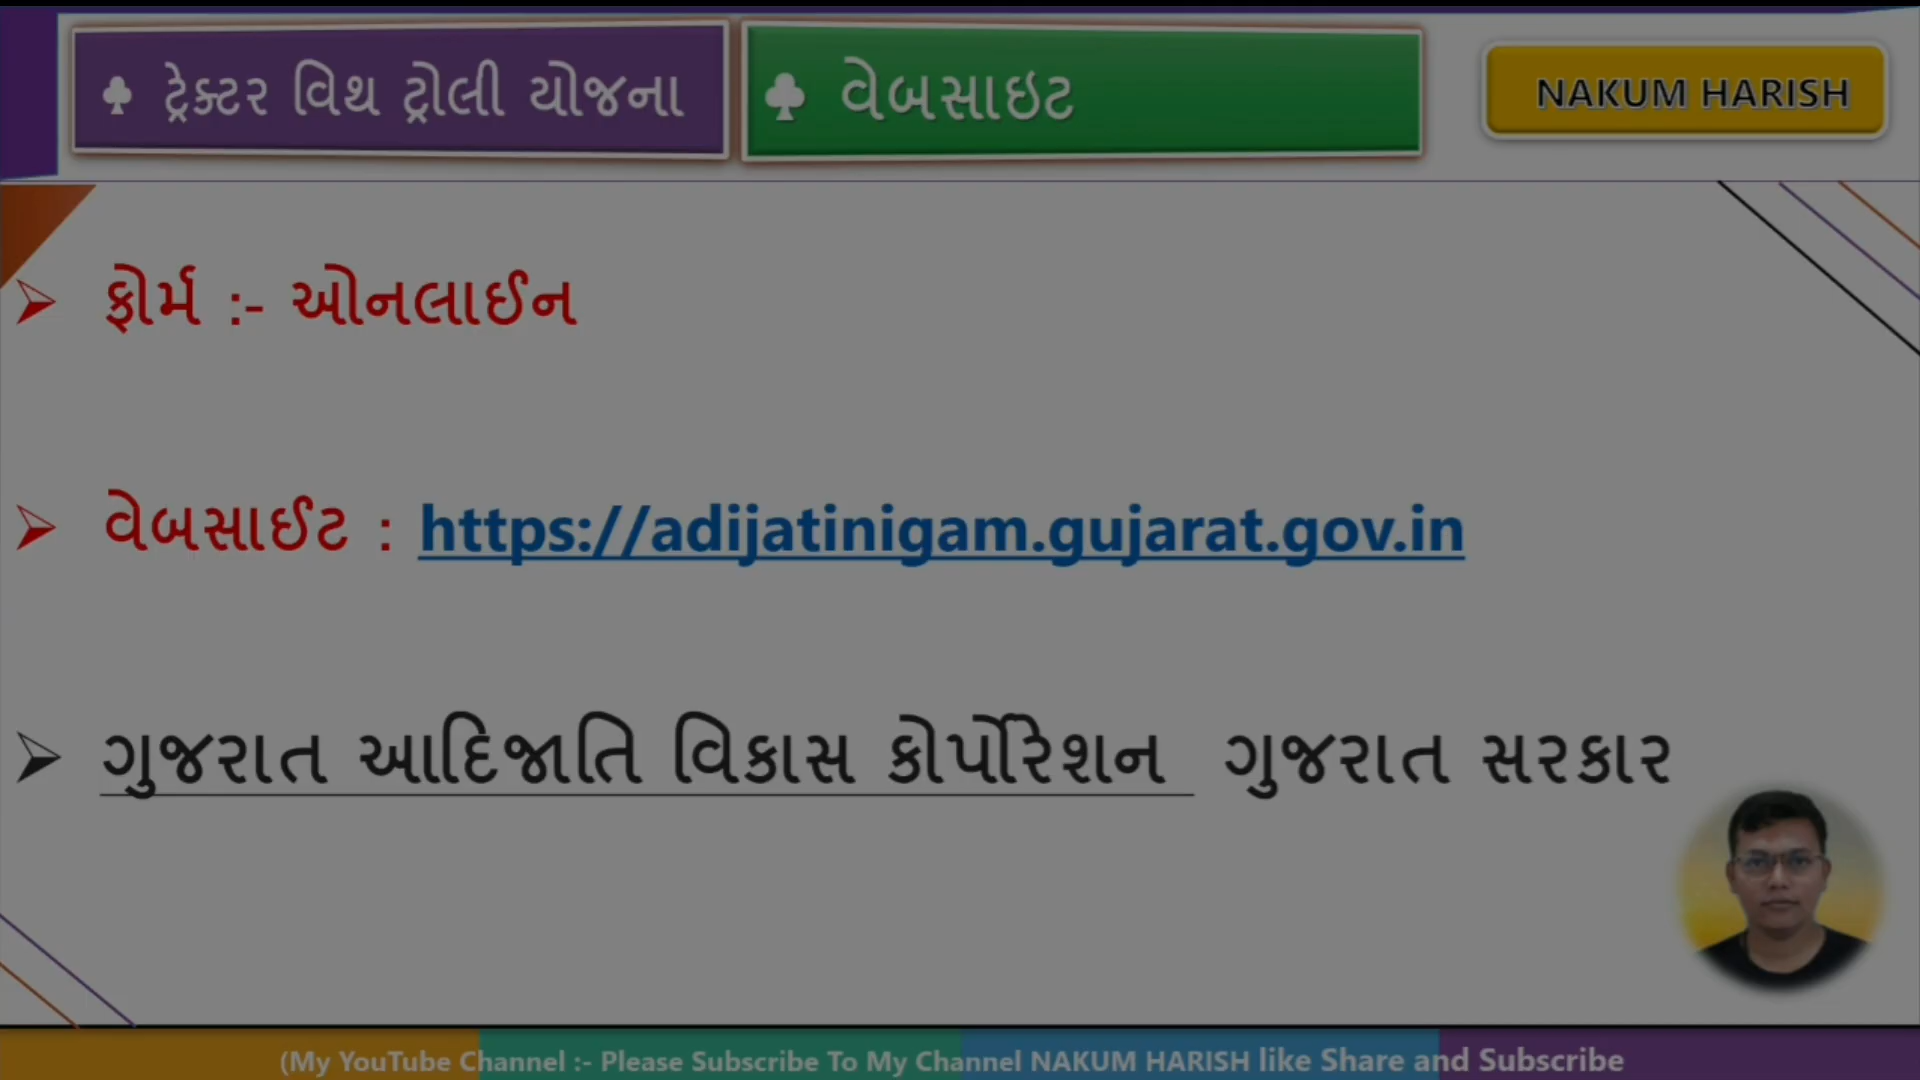 ♣ ટ્રેક્ટર વિથ ટ્રોલી યોજના
♣ વેબસાઇટ
NAKUM HARISH
➢ ફોર્મ :- ઓનલાઈન
➢ વેબસાઈટ : https://adijatinigam.gujarat.gov.in
➢ ગુજરાત આદિજાતિ વિકાસ કોર્પોરેશન ગુજરાત સરકાર
(My YouTube Channel :- Please Subscribe To My Channel NAKUM HARISH like Share and Subscribe